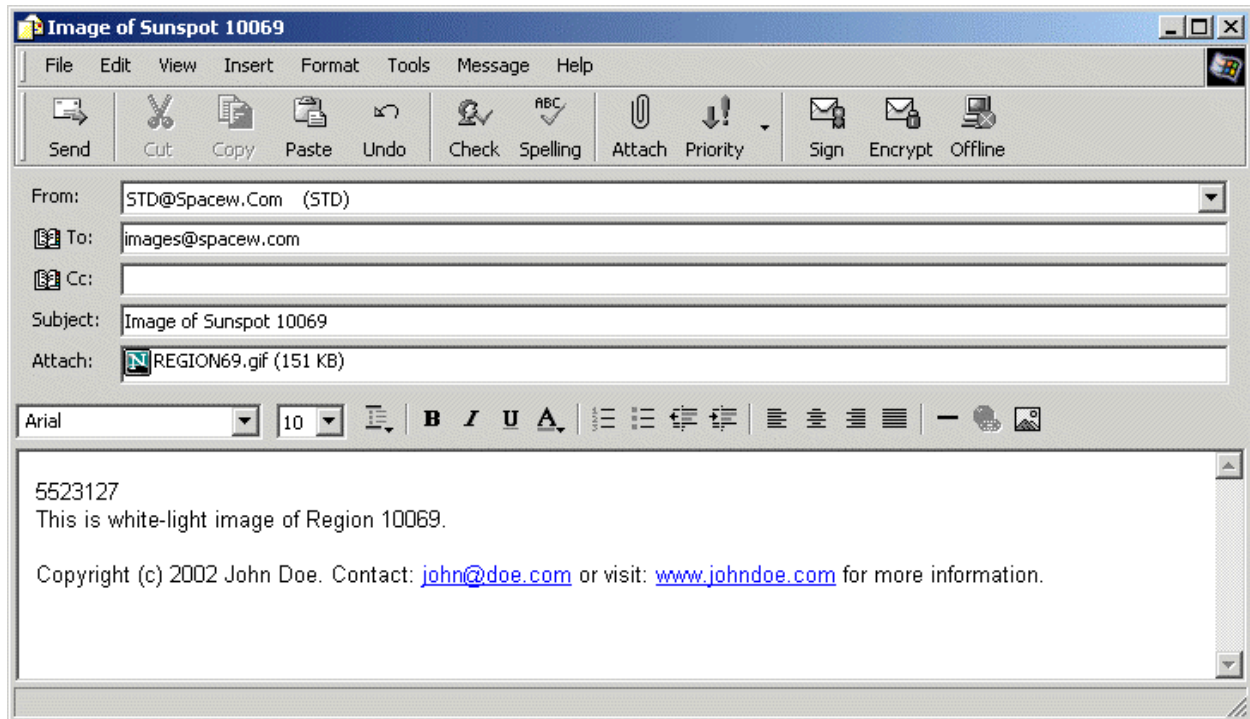 Image of Sunspot 10069
File Edit View Insert Format Tools Message Help
ABC
Send Cut Copy Paste Undo Check Spelling Attach Priority Sign Encrypt Offline
From: STD@Spacew.Com (STD)
To: images@spacew.com
Cc:
Subject: Image of Sunspot 10069
Attach: N REGION69.gif (151 KB)
Arial 10 B I U A
5523127
This is white-light image of Region 10069.
Copyright (c) 2002 John Doe. Contact: john@doe.com or visit: www.johndoe.com for more information.